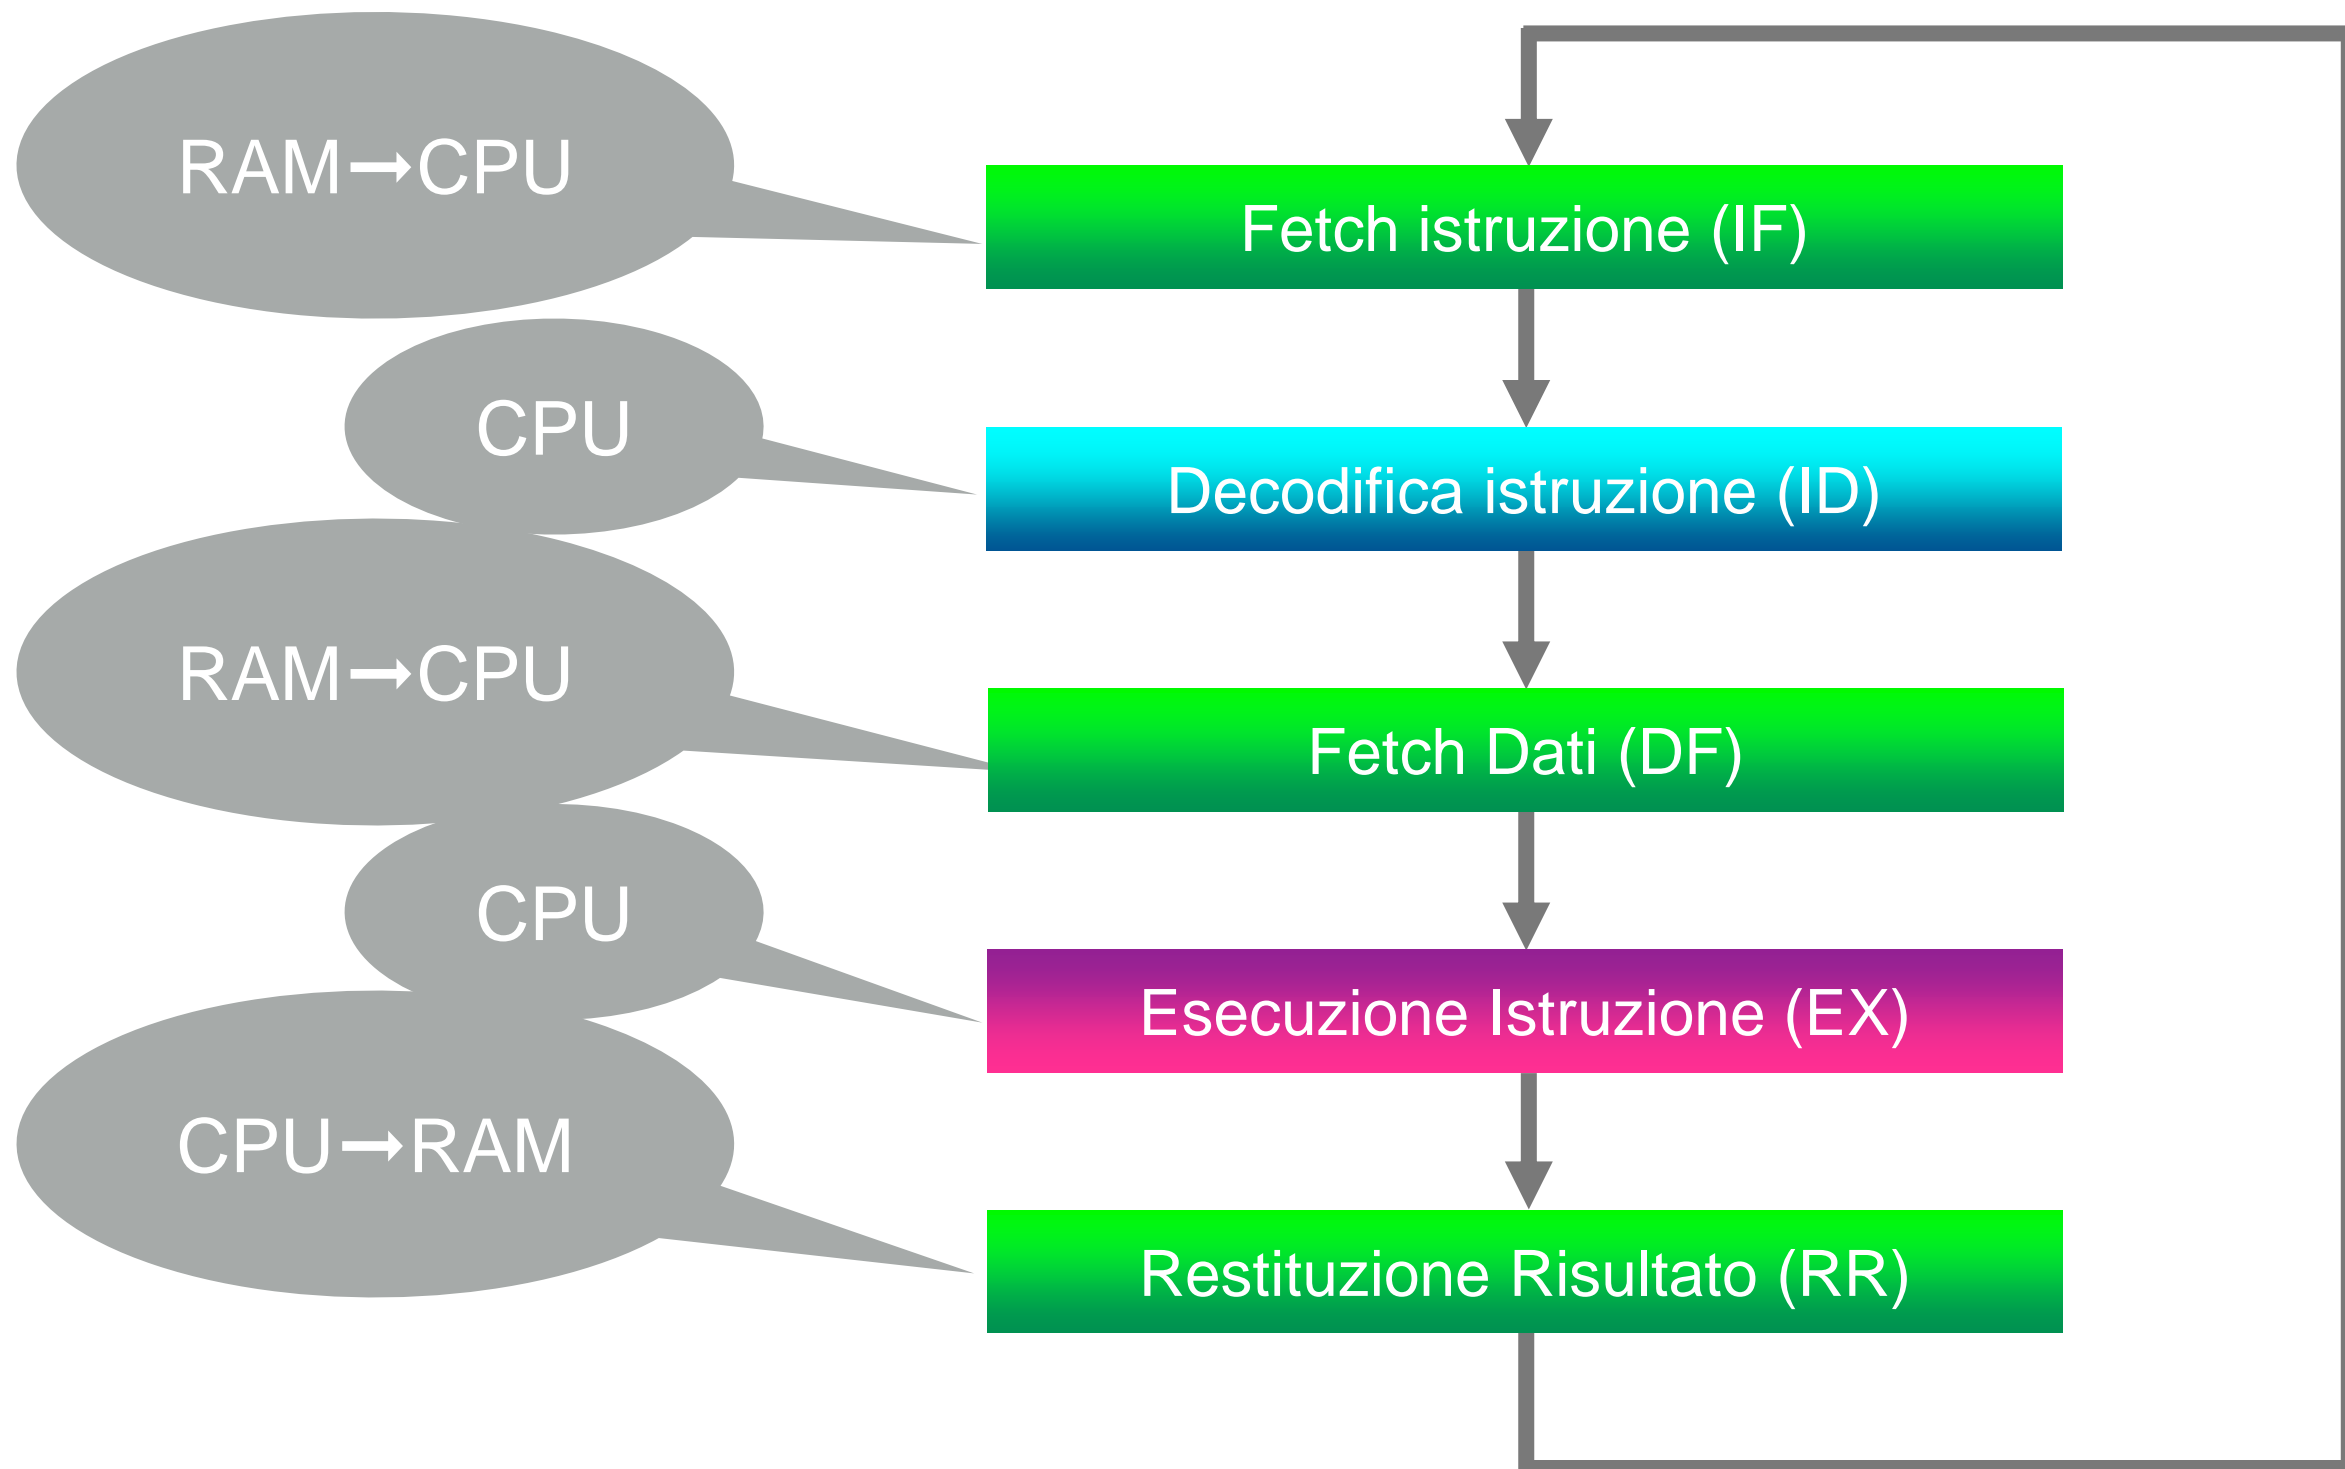 RAM→CPU
Fetch istruzione (IF)
CPU
Decodifica istruzione (ID)
RAM→CPU
Fetch Dati (DF)
CPU
Esecuzione Istruzione (EX)
CPU→RAM
Restituzione Risultato (RR)